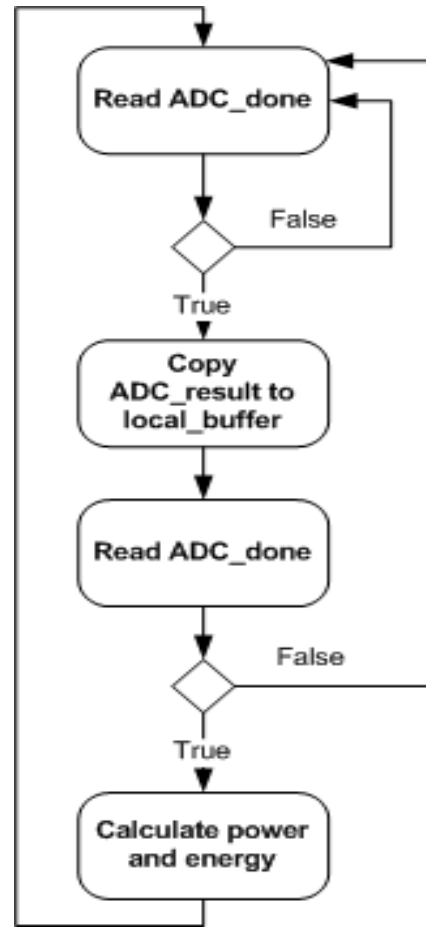 Read ADC_done
False
True
Copy
ADC_result to
local_buffer
Read ADC_done
False
True
Calculate power
and energy